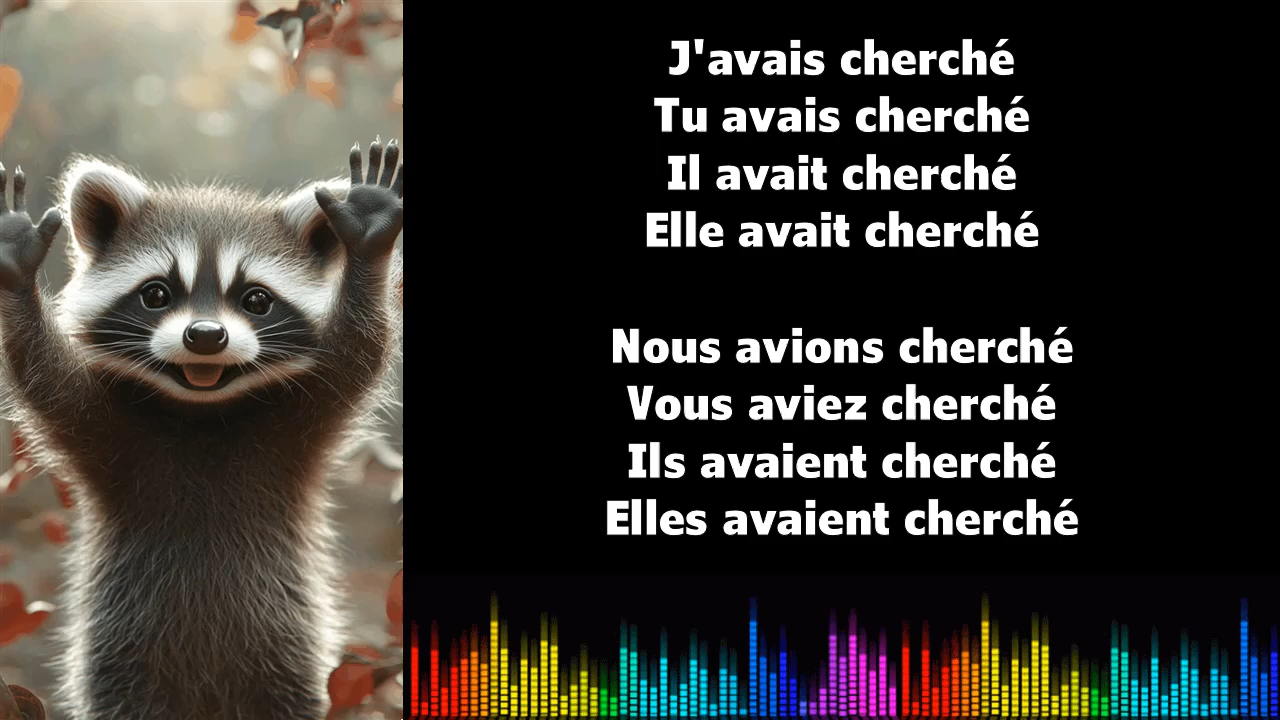 J'avais cherché
Tu avais cherché
Il avait cherché
Elle avait cherché
Nous avions cherché
Vous aviez cherché
Ils avaient cherché
Elles avaient cherché